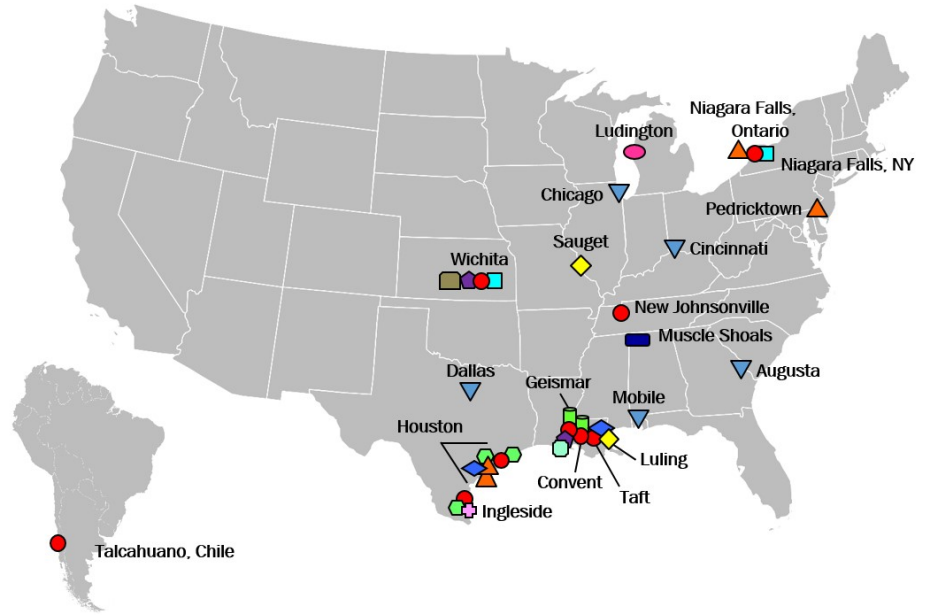 Niagara Falls,
Ontario
Ludington
Niagara Falls, NY
Chicago
Pedricktown
Sauget
Cincinnati
Wichita
New Johnsonville
Muscle Shoals
Dallas
Augusta
Geismar
Mobile
Houston
Luling
Convent
Taft
Ingleside
Talcahuano, Chile